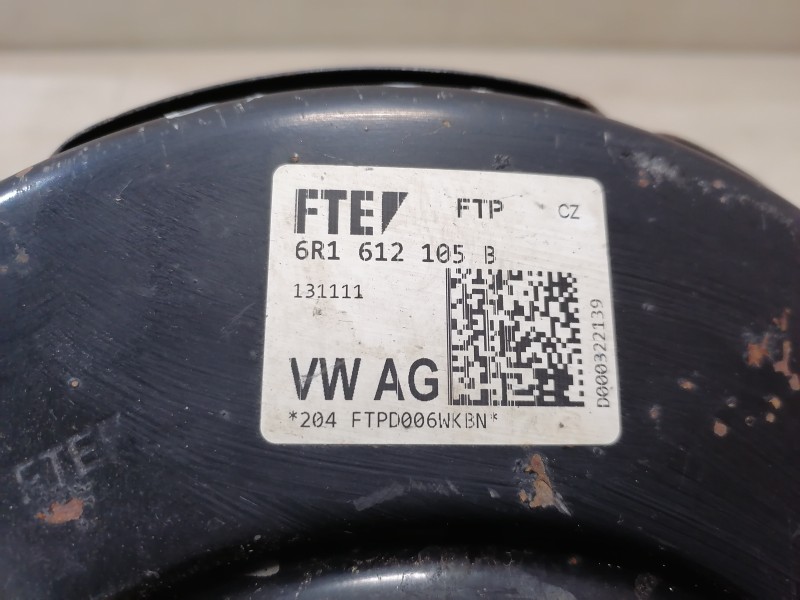 FTE FTP CZ
6R1 612 105 B
131111
D000322139
VW AG
*204 FTPD006WKBN*
FTE